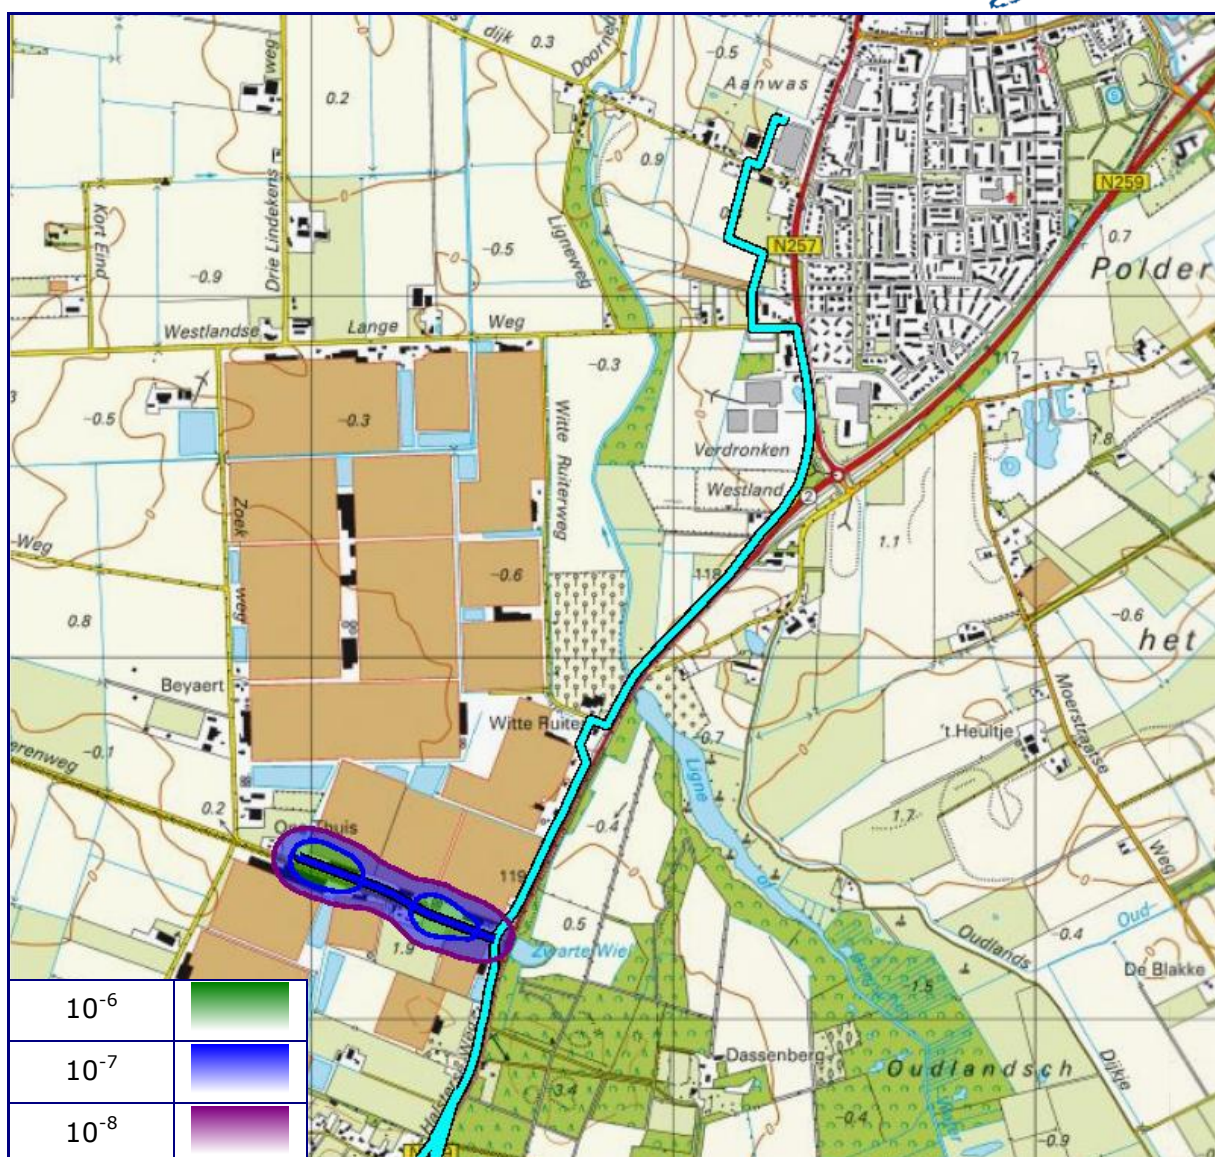 dijk
0.3
Doorned
-0.5
Aanwas
weg
0.2
Drie Lindekens
0.9
N259
Kort Eind
-0.5
Ligneweg
N257
0.7
Polder
-0.9
Westlandse
Lange
Weg
-0.3
117
-0.5
-0.3
Witte Ruiterweg
Verdronken
1.8
Westland
2
Zoek
weg
-Weg
1.1
-0.6
118
-0.6
0.8
het
Beyaert
Witte Ruiter
Moerstraatse
Weg
-0.7
't Heultje
-0.1
erenweg
Ligne
of
0.2
-0.4
1.7
119
0.5
1.9
Zwarte Wiel
Oudlands
Dijkje
-0.4
Oud-
De Blakke
-1.5
10-6
10-7
10-8
Dassenberg
Oudlandsch
Water
-3.4
-0.4
-0.9